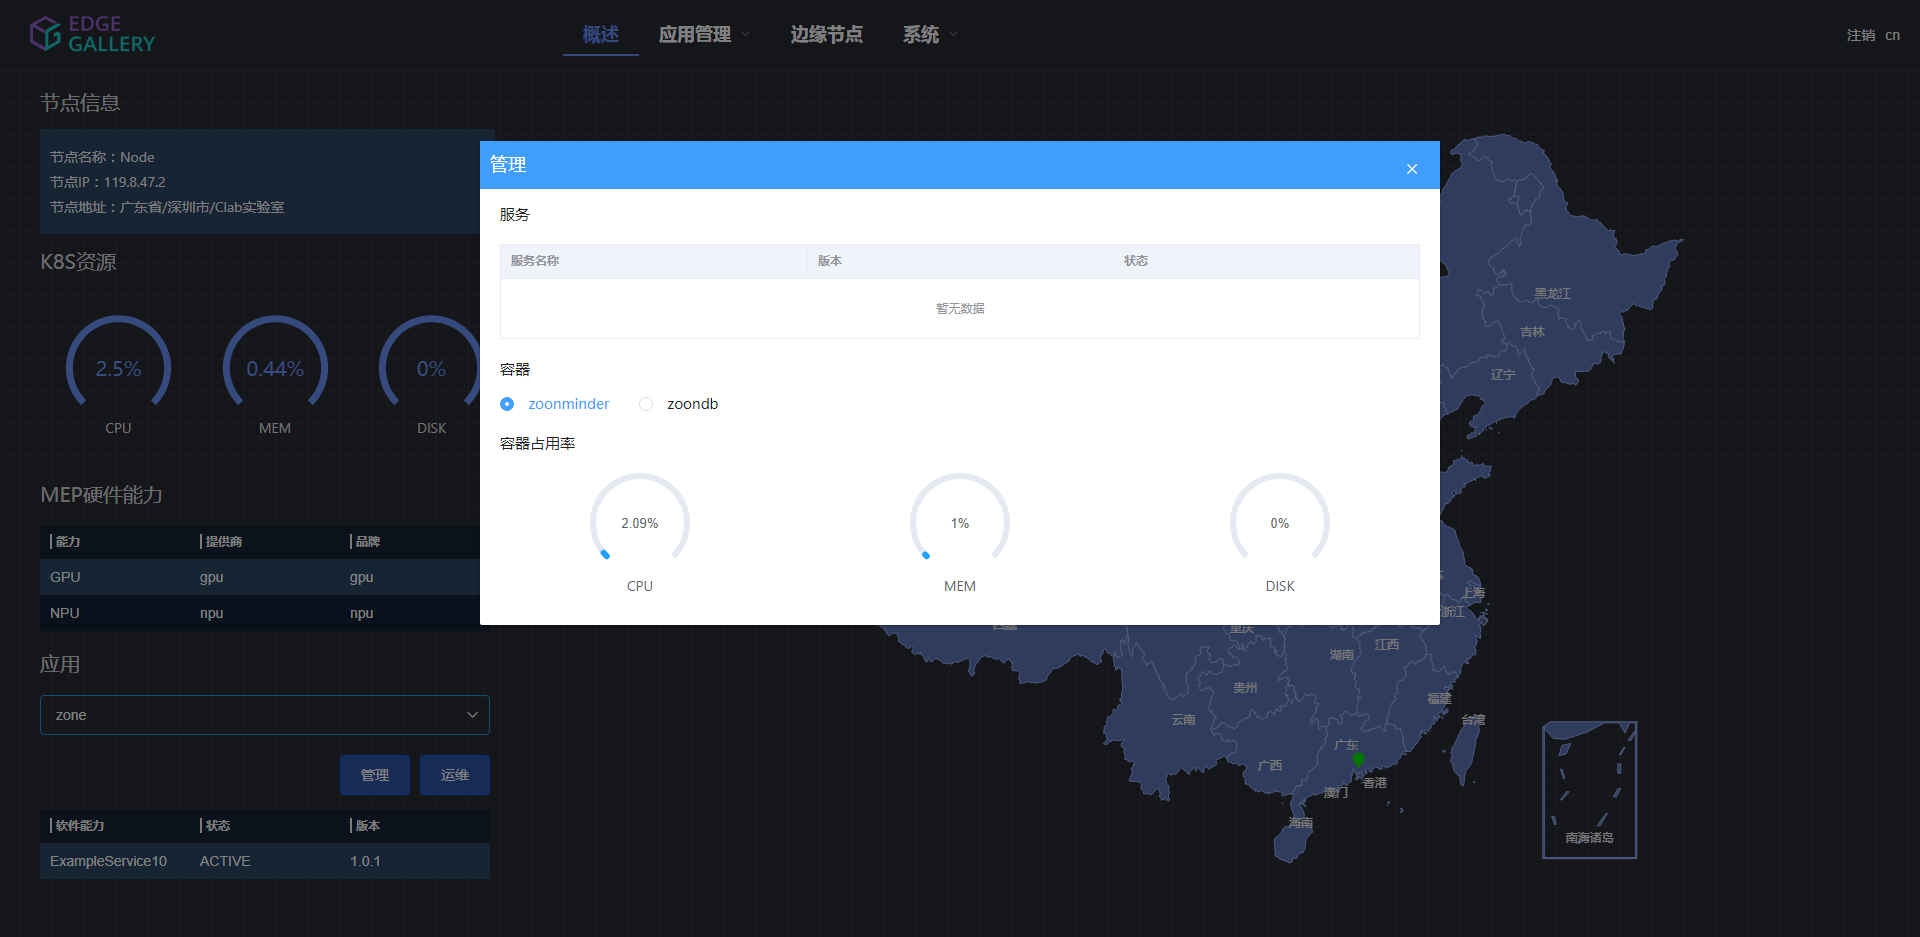 EDGE
GALLERY
概述
应用管理
边缘节点
系统
注销 cn
节点信息
节点名称：Node
节点IP：119.8.47.2
节点地址：广东省/深圳市/Clab实验室
K8S资源
2.5%
0.44%
0%
CPU
MEM
DISK
MEP硬件能力
能力 提供商 品牌
GPU gpu gpu
NPU npu npu
应用
zone
管理
运维
软件能力 状态 版本
ExampleService10 ACTIVE 1.0.1
管理
服务
服务名称 版本 状态
暂无数据
容器
zoonminder
zoondb
容器占用率
2.09%
1%
0%
CPU
MEM
DISK
黑龙江
吉林
辽宁
上海
浙江
重庆
湖南
江西
贵州
福建
云南
台湾
广东
广西
香港
澳门
海南
南海诸岛